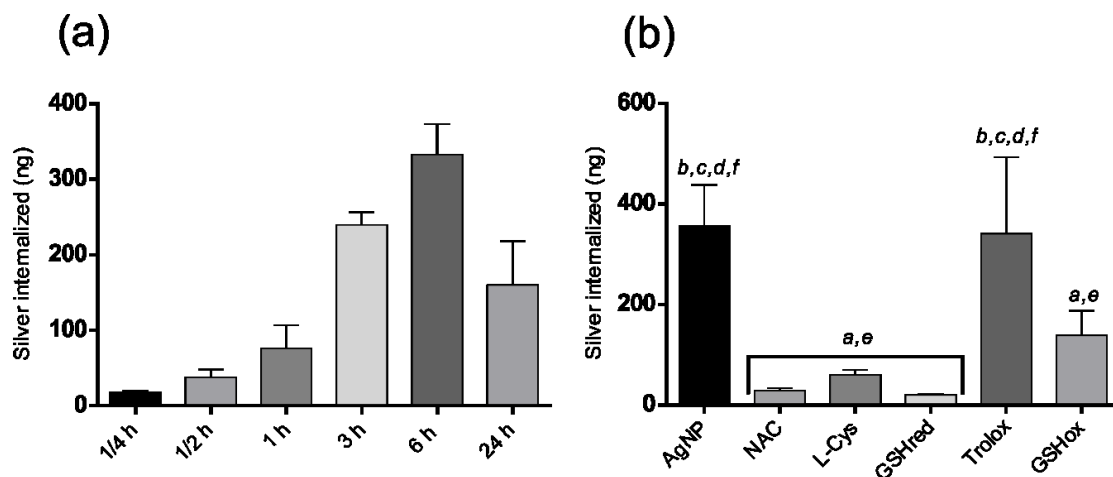 (a)
Silver internalized (ng)
400
300
200
100
0
1/4 h
1/2 h
1 h
3 h
6 h
24 h
(b)
Silver internalized (ng)
600
400
200
0
b,c,d,f
a,e
b,c,d,f
a,e
AgNP
NAC
L-Cys
GSHred
Trolox
GSHox